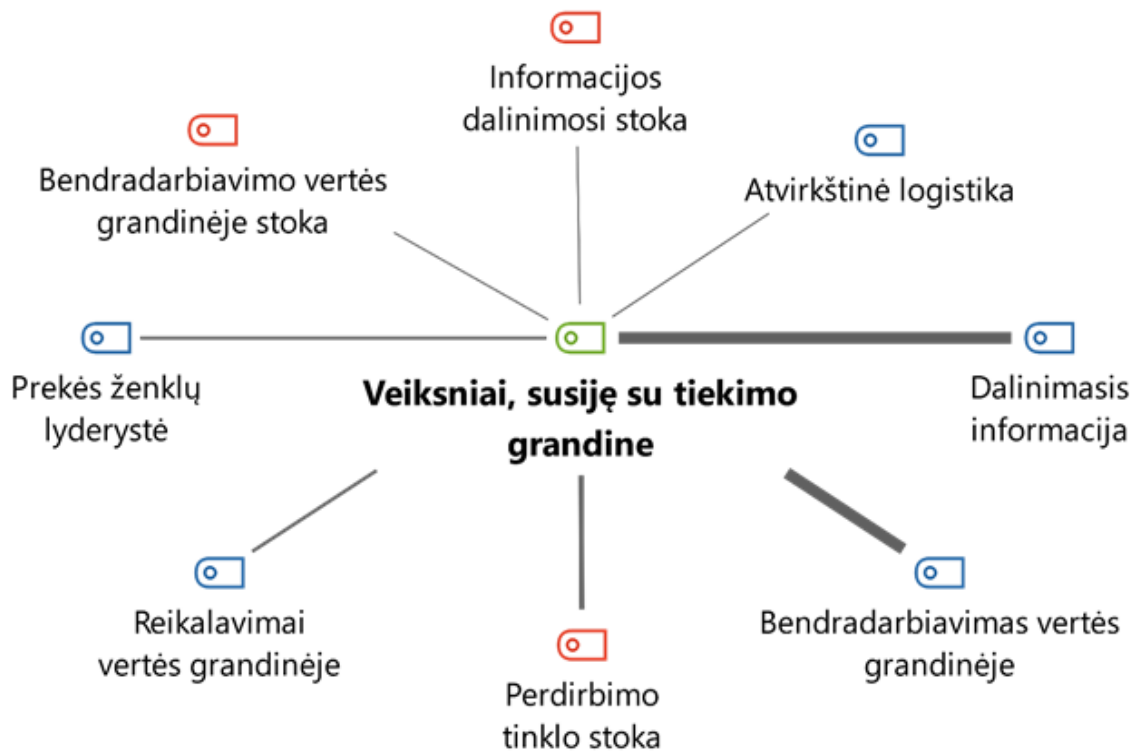 Informacijos
dalinimosi stoka
Bendradarbiavimo vertės
grandinėje stoka
Atvirkštinė logistika
Prekės ženklų
lyderystė
Veiksniai, susiję su tiekimo
grandine
Dalinimasis
informacija
Reikalavimai
vertės grandinėje
Perdirbimo
tinklo stoka
Bendradarbiavimas vertės
grandinėje